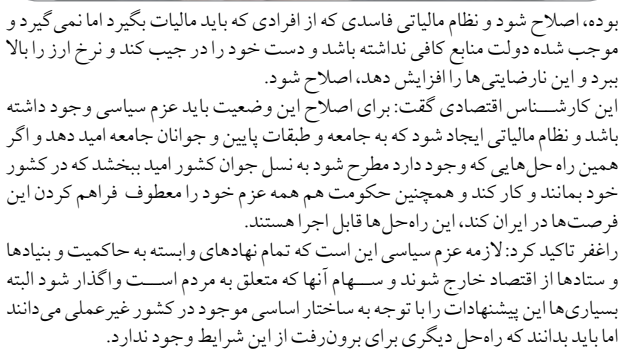 بوده، اصلاح شود و نظام مالیاتی فاسدی که از افرادی که باید مالیات بگیرد اما نمی‌گیرد و
موجب شده دولت منابع کافی نداشته باشد و دست خود را در جیب کند و نرخ ارز را بالا
ببرد و این نارضایتی‌ها را افزایش دهد، اصلاح شود.
این کارشناس اقتصادی گفت: برای اصلاح این وضعیت باید عزم سیاسی وجود داشته
باشد و نظام مالیاتی ایجاد شود که به جامعه و طبقات پایین و جوانان جامعه امید دهد و اگر
همین راه حل‌هایی که وجود دارد مطرح شود به نسل جوان کشور امید ببخشد که در کشور
خود بمانند و کار کند و همچنین حکومت هم همه عزم خود را معطوف فراهم کردن این
فرصت‌ها در ایران کند، این راه‌حل‌ها قابل اجرا هستند.
راغفر تاکید کرد: لازمه عزم سیاسی این است که تمام نهادهای وابسته به حاکمیت و بنیادها
و ستادها از اقتصاد خارج شوند و سهام آنها که متعلق به مردم است واگذار شود البته
بسیاری‌ها این پیشنهادات را با توجه به ساختار اساسی موجود در کشور غیرعملی می‌دانند
اما باید بدانند که راه‌حل دیگری برای برون‌رفت از این شرایط وجود ندارد.